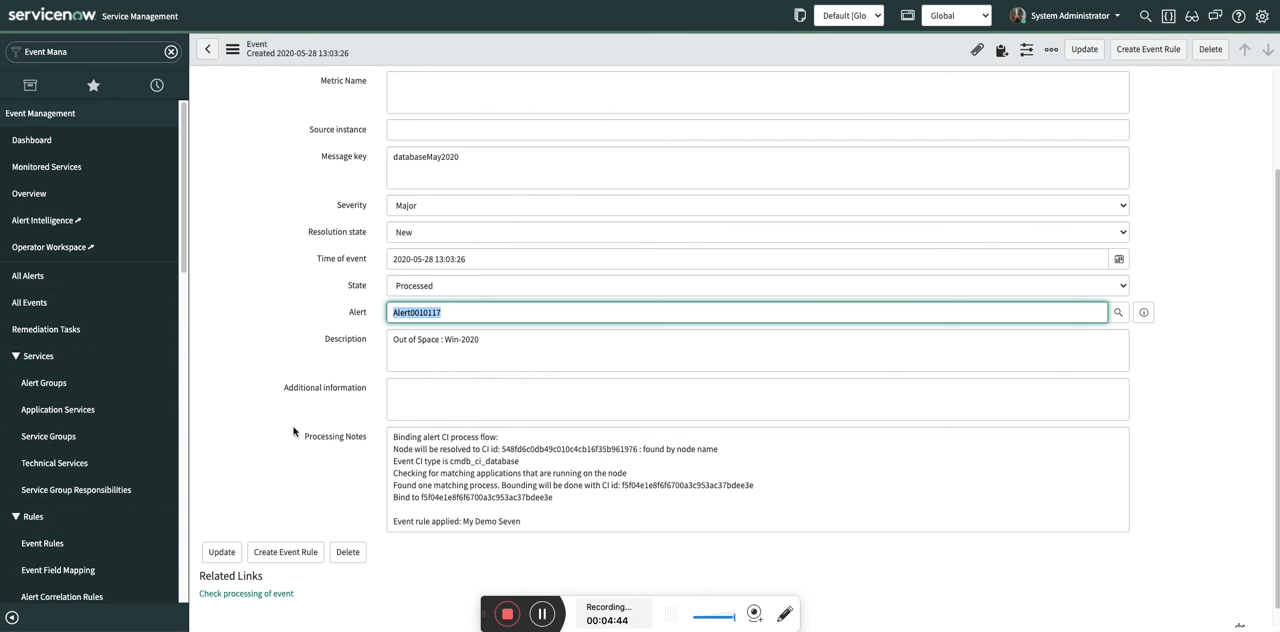 servicenow Service Management
Default [Glo
Global
System Administrator
Event Mana
Event
Created 2020-05-28 13:03:26
Update
Create Event Rule
Delete
Event Management
Dashboard
Monitored Services
Overview
Alert Intelligence
Operator Workspace
All Alerts
All Events
Remediation Tasks
Services
Alert Groups
Application Services
Service Groups
Technical Services
Service Group Responsibilities
Rules
Event Rules
Event Field Mapping
Alert Correlation Rules
Metric Name
Source instance
Message key
databaseMay2020
Severity
Major
Resolution state
New
Time of event
2020-05-28 13:03:26
State
Processed
Alert
Alert0010117
Description
Out of Space : Win-2020
Additional information
Processing Notes
Binding alert CI process flow:
Node will be resolved to CI id: 548fd6c0db49c010c4cb16f35b961976 : found by node name
Event CI type is cmdb_ci_database
Checking for matching applications that are running on the node
Found one matching process. Bounding will be done with CI id: f5f04e1e8f6f6700a3c953ac37bdee3e
Bind to f5f04e1e8f6f6700a3c953ac37bdee3e
Event rule applied: My Demo Seven
Update
Create Event Rule
Delete
Related Links
Check processing of event
Recording...
00:04:44